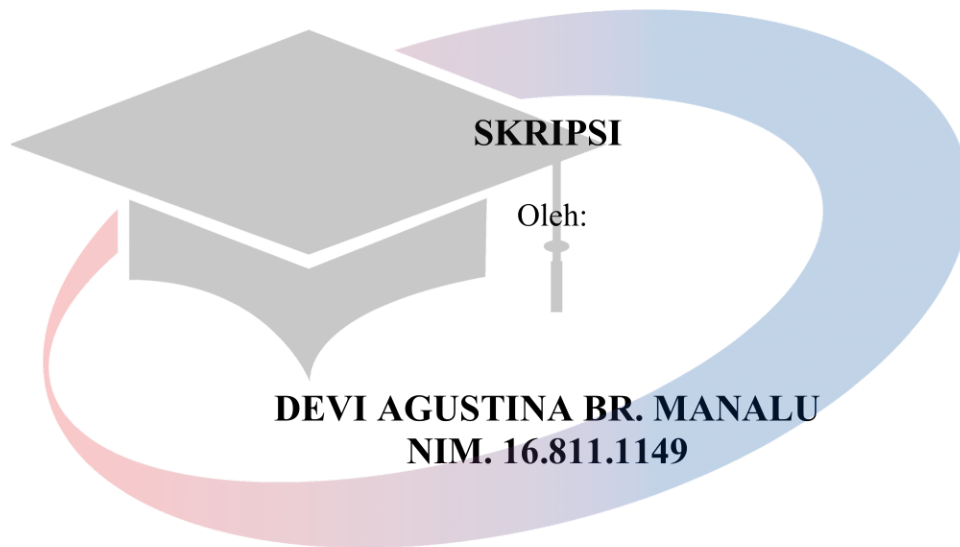 SKRIPSI
Oleh:
DEVI AGUSTINA BR. MANALU
NIM. 16.811.1149